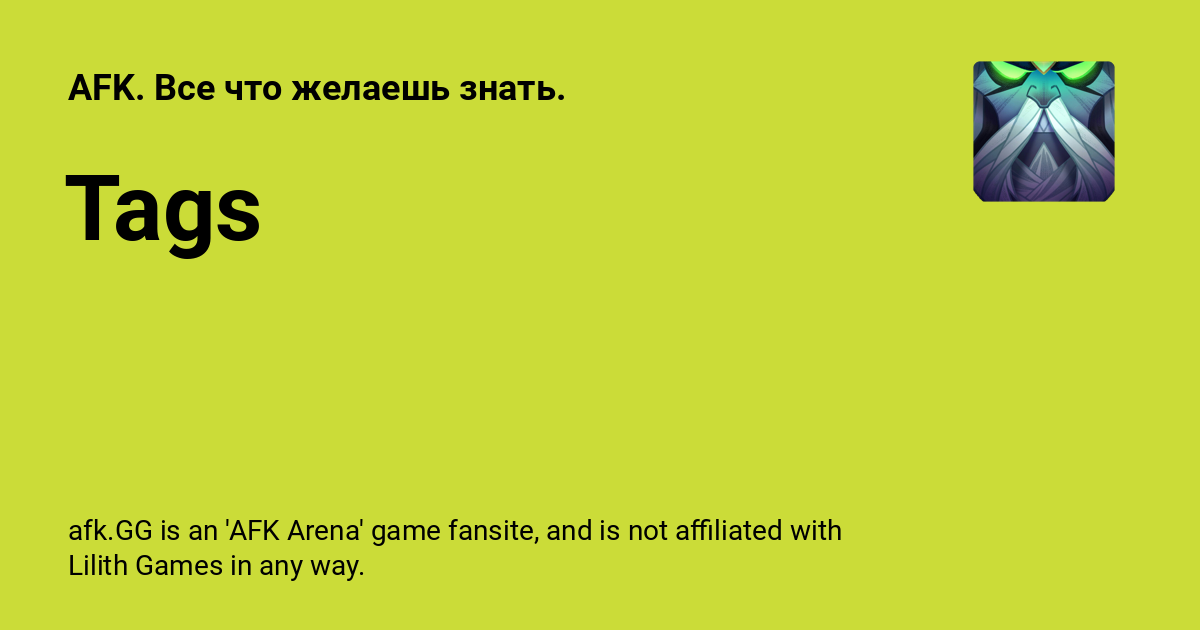 AFK. Все что желаешь знать.
Tags
afk.GG is an 'AFK Arena' game fansite, and is not affiliated with
Lilith Games in any way.